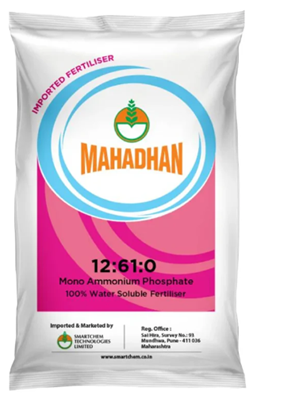 IMPORTED FERTILISER
MAHADHAN
12:61:0
Mono Ammonium Phosphate
100% Water Soluble Fertiliser
Imported & Marketed by
SMARTCHEM
TECHNOLOGIES
LIMITED
Reg. Office :
Sai Hira, Survey No.: 93
Mundhwa, Pune - 411 036
Maharashtra
www.smartchem.co.in